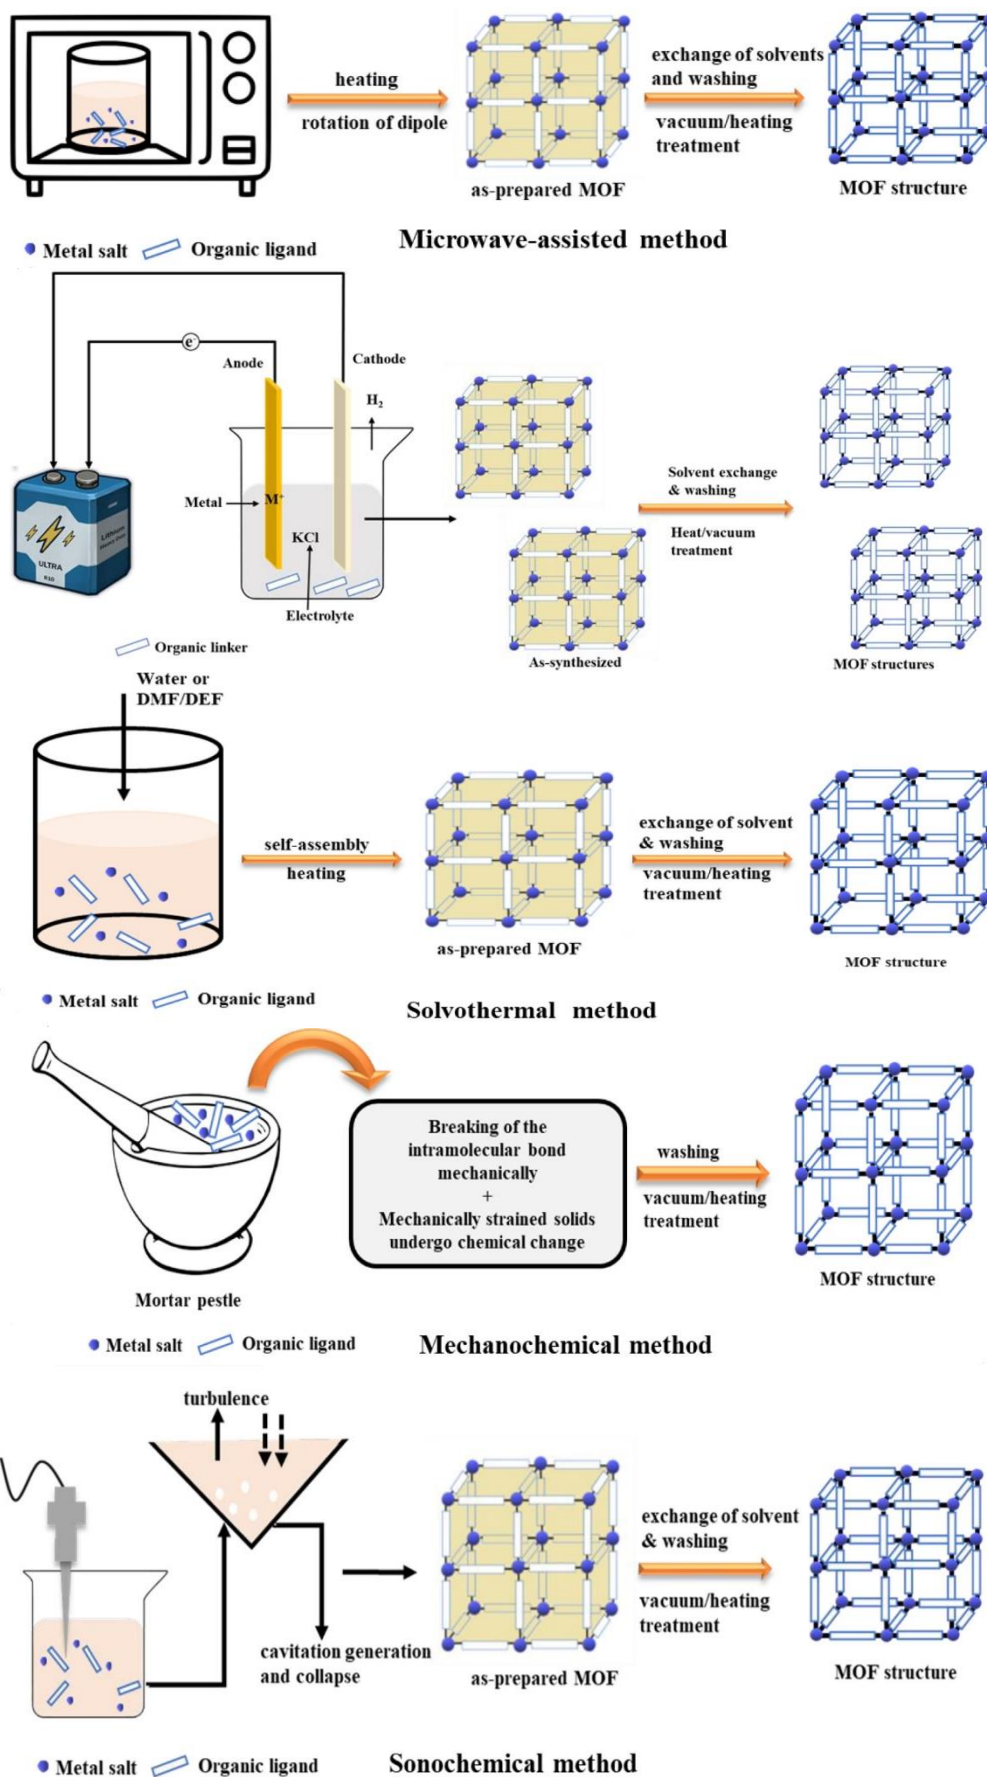 heating
rotation of dipole
exchange of solvents
and washing
vacuum/heating
treatment
as-prepared MOF
MOF structure
Metal salt
Organic ligand
Microwave-assisted method
e-
Anode
Cathode
H2
Metal
M+
KCl
Electrolyte
Lithium
ULTRA
Organic linker
Solvent exchange
& washing
Heat/vacuum
treatment
As-synthesized
MOF structures
Water or
DMF/DEF
self-assembly
heating
exchange of solvent
& washing
vacuum/heating
treatment
as-prepared MOF
MOF structure
Metal salt
Organic ligand
Solvothermal method
Breaking of the
intramolecular bond
mechanically
+
Mechanically strained solids
undergo chemical change
washing
vacuum/heating
treatment
MOF structure
Mortar pestle
Metal salt
Organic ligand
Mechanochemical method
turbulence
cavitation generation
and collapse
exchange of solvent
& washing
vacuum/heating
treatment
as-prepared MOF
MOF structure
Metal salt
Organic ligand
Sonochemical method